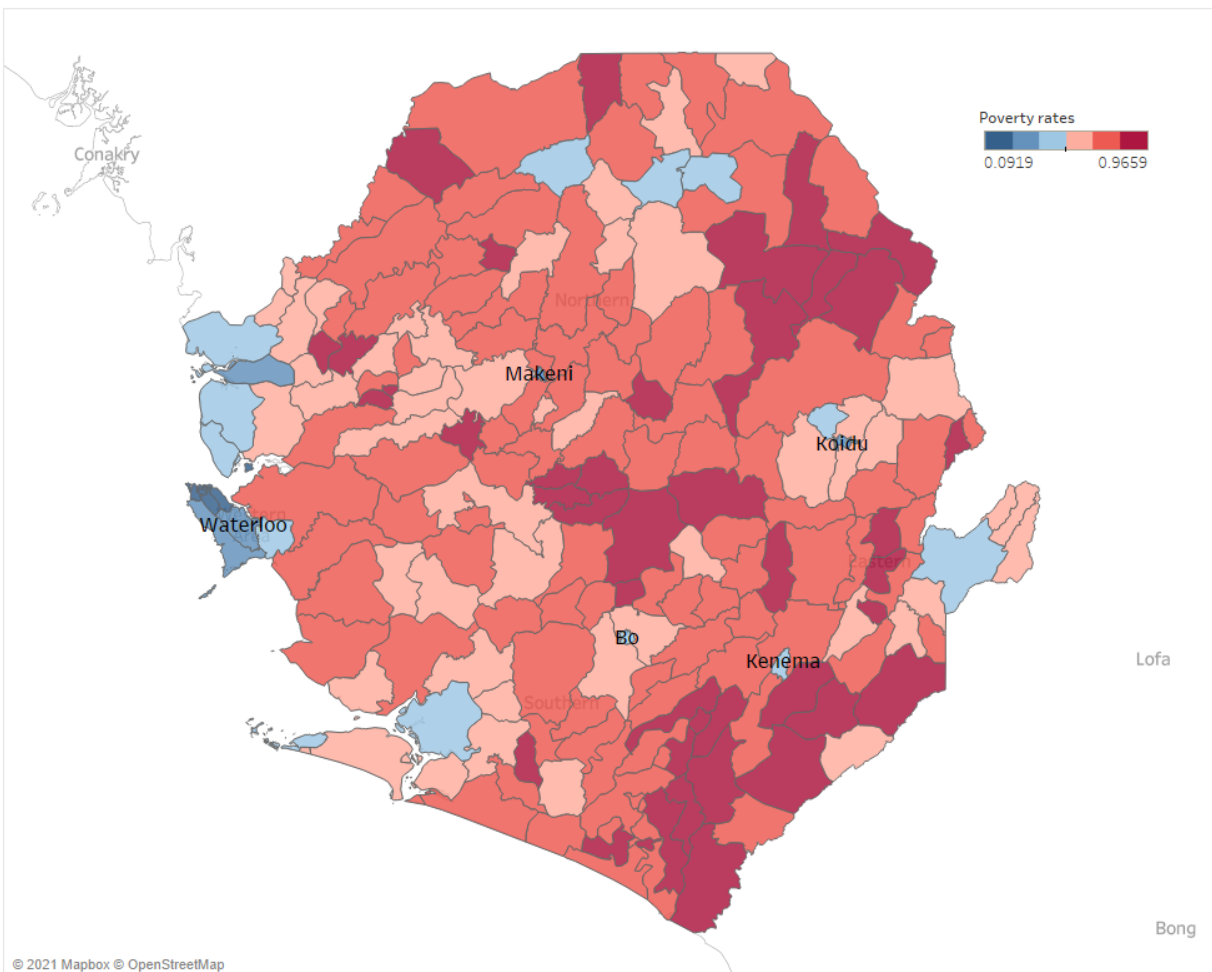 Conakry
Poverty rates
0.0919 0.9659
Northern
Makeni
Koidu
Waterloo
Eastern
Bo
Kenema
Lofa
Southern
Bong
© 2021 Mapbox © OpenStreetMap